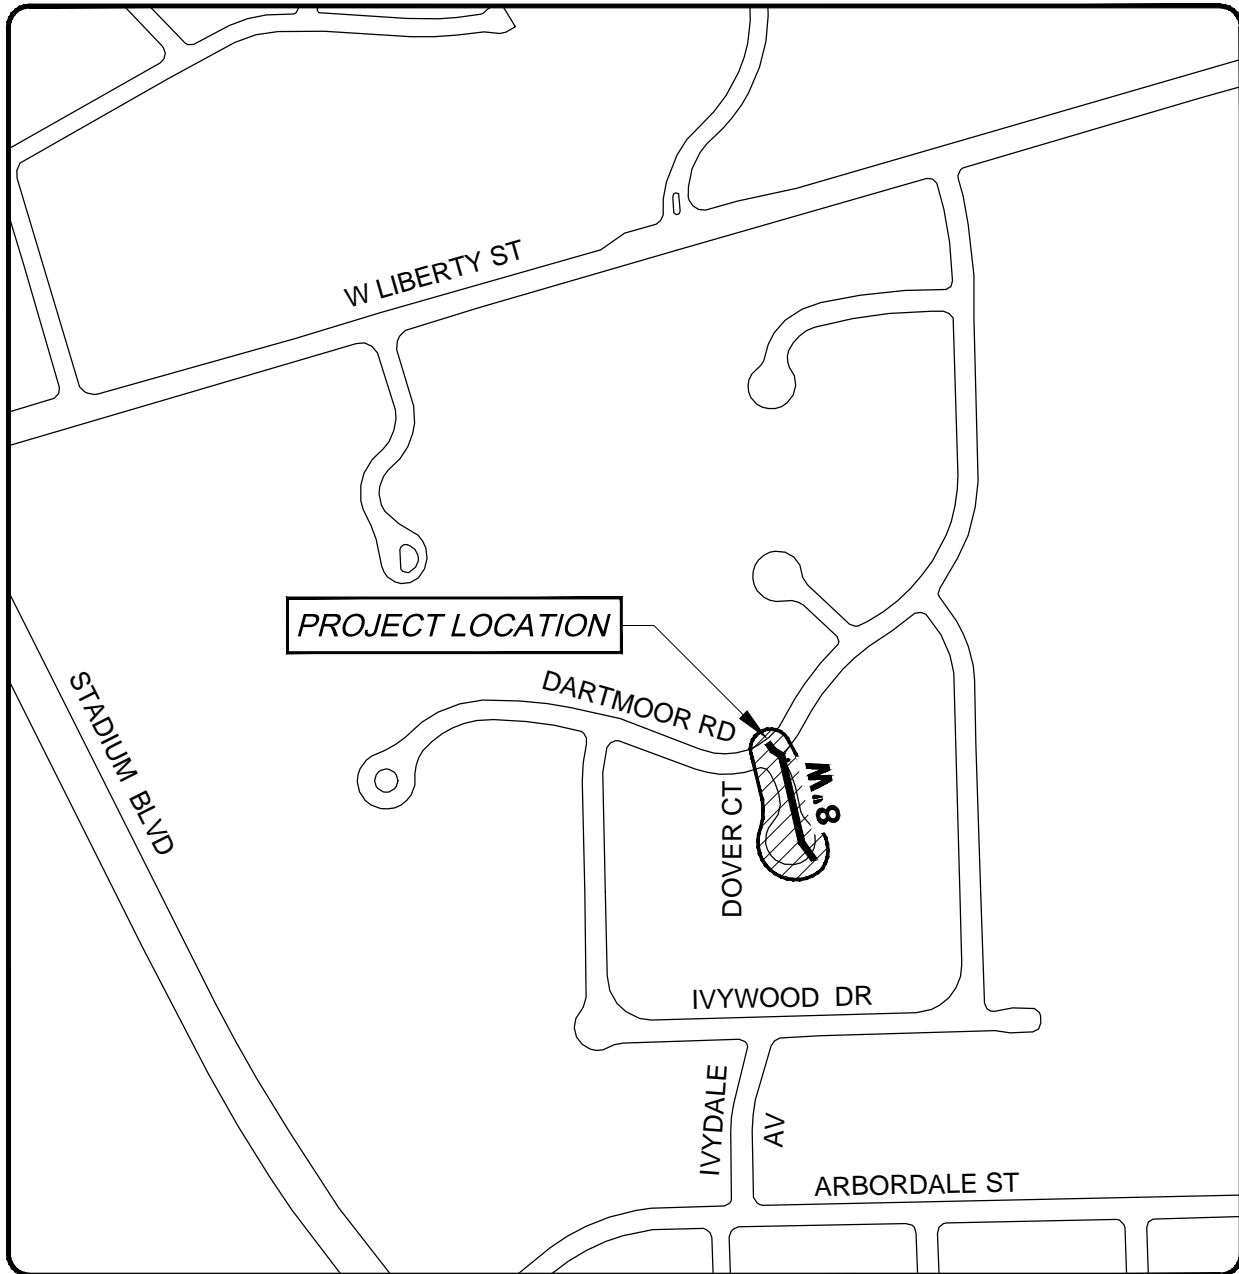 W LIBERTY ST
PROJECT LOCATION
DARTMOOR RD
STADIUM BLVD
DOVER CT
8"W
IVYWOOD DR
IVYDALE
AV
ARBORDALE ST